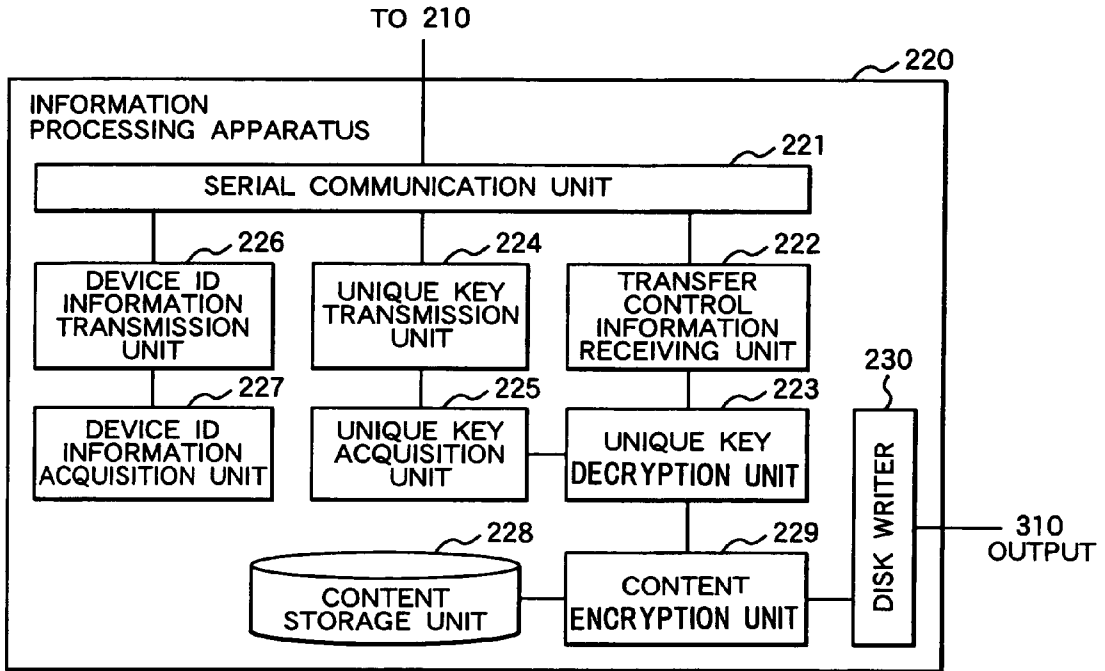 TO 210
220
INFORMATION
PROCESSING APPARATUS
221
SERIAL COMMUNICATION UNIT
226
DEVICE ID
INFORMATION
TRANSMISSION
UNIT
224
UNIQUE KEY
TRANSMISSION
UNIT
222
TRANSFER
CONTROL
INFORMATION
RECEIVING UNIT
227
DEVICE ID
INFORMATION
ACQUISITION UNIT
225
UNIQUE KEY
ACQUISITION
UNIT
223
UNIQUE KEY
DECRYPTION UNIT
230
DISK WRITER
310
OUTPUT
228
CONTENT
STORAGE UNIT
229
CONTENT
ENCRYPTION UNIT